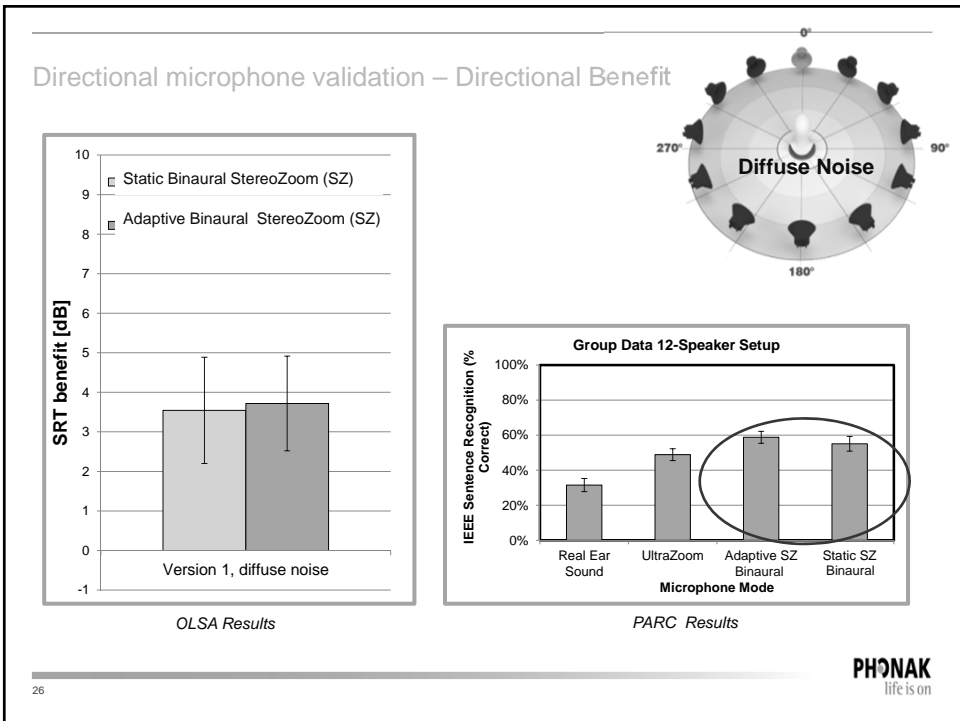 Directional microphone validation – Directional Benefit
0°
90°
180°
270°
Diffuse Noise
SRT benefit [dB]
10
9
8
7
6
5
4
3
2
1
0
-1
Static Binaural StereoZoom (SZ)
Adaptive Binaural StereoZoom (SZ)
Version 1, diffuse noise
OLSA Results
Group Data 12-Speaker Setup
IEEE Sentence Recognition (%
Correct)
100%
80%
60%
40%
20%
0%
Real Ear
Sound
UltraZoom
Adaptive SZ
Binaural
Static SZ
Binaural
Microphone Mode
PARC Results
26
PHONAK
life is on